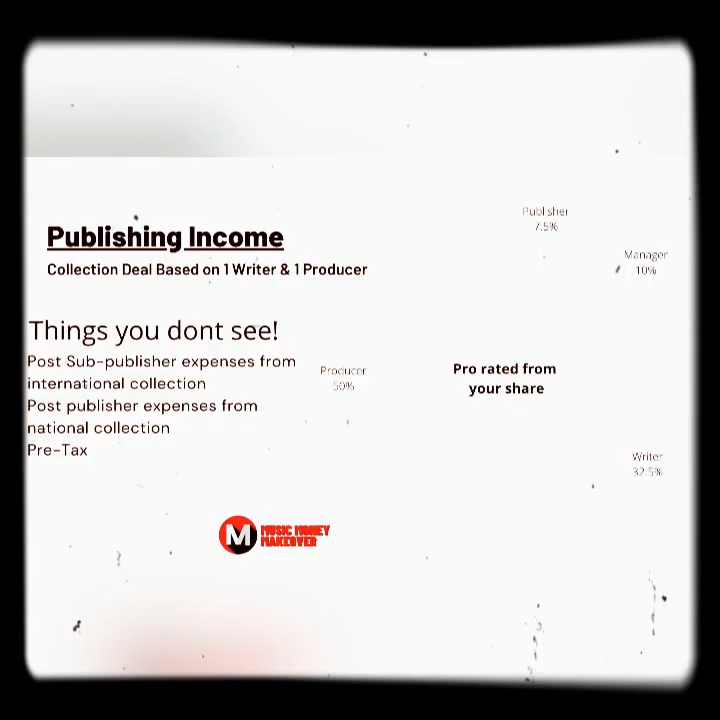 Publishing Income
Collection Deal Based on 1 Writer & 1 Producer
Things you dont see!
Post Sub-publisher expenses from
international collection
Post publisher expenses from
national collection
Pre-Tax
Publisher
7.5%
Manager
10%
Producer
50%
Pro rated from
your share
Writer
32.5%
M
MUSIC MONEY
MAKEOVER